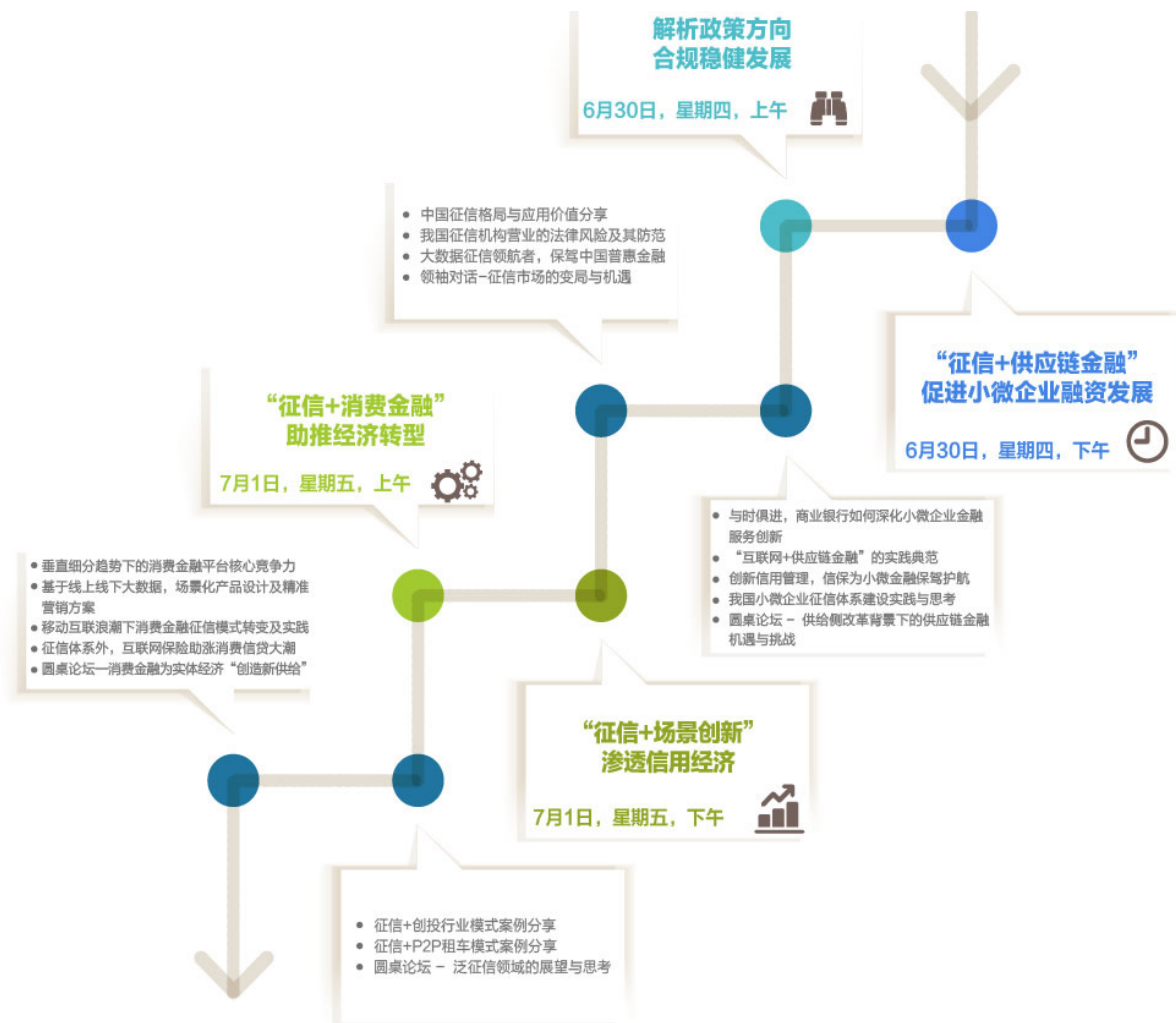 解析政策方向
合规稳健发展
6月30日，星期四，上午
中国征信格局与应用价值分享
我国征信机构营业的法律风险及其防范
大数据征信领航者，保驾中国普惠金融
领袖对话-征信市场的变局与机遇
“征信+供应链金融”
促进小微企业融资发展
6月30日，星期四，下午
与时俱进，商业银行如何深化小微企业金融
服务创新
“互联网+供应链金融”的实践典范
创新信用管理，信保为小微金融保驾护航
我国小微企业征信体系建设实践与思考
圆桌论坛 - 供给侧改革背景下的供应链金融
机遇与挑战
“征信+消费金融”
助推经济转型
7月1日，星期五，上午
垂直细分趋势下的消费金融平台核心竞争力
基于线上线下大数据，场景化产品设计及精准
营销方案
移动互联浪潮下消费金融征信模式转变及实践
征信体系外，互联网保险助涨消费信贷大潮
圆桌论坛—消费金融为实体经济“创造新供给”
“征信+场景创新”
渗透信用经济
7月1日，星期五，下午
征信+创投行业模式案例分享
征信+P2P租车模式案例分享
圆桌论坛 - 泛征信领域的展望与思考